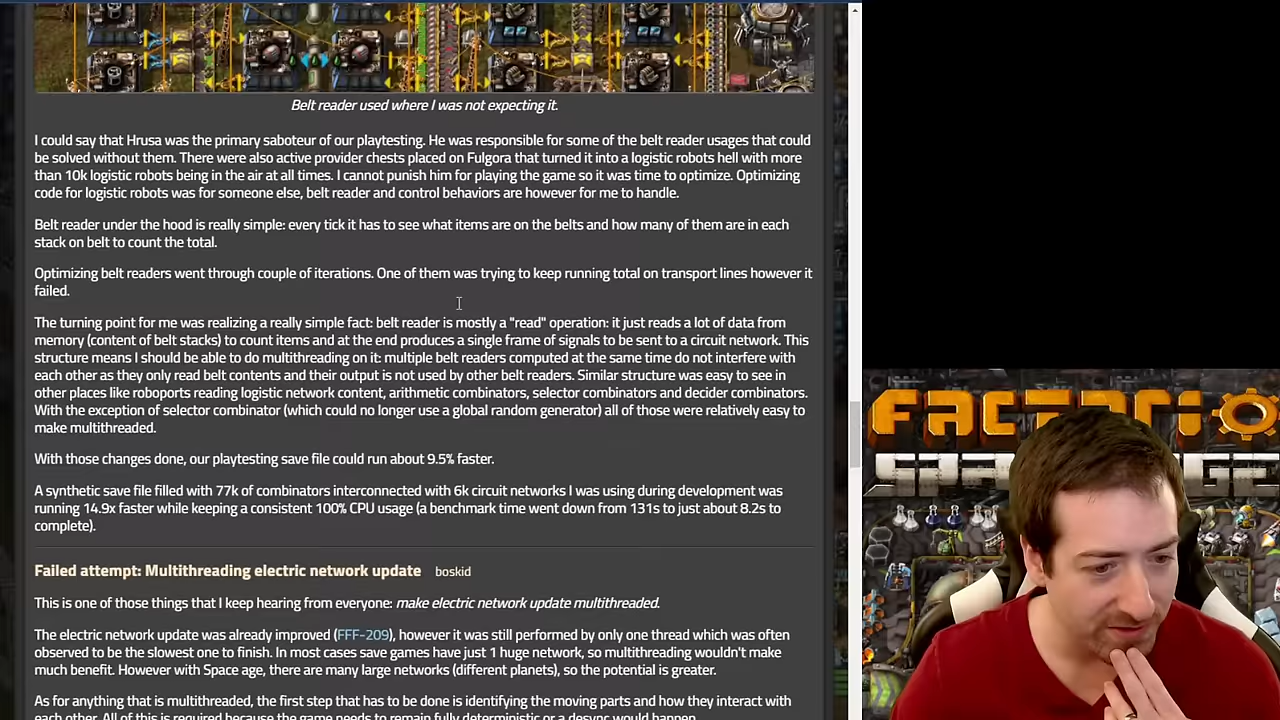 Belt reader used where I was not expecting it.
I could say that Hrusa was the primary saboteur of our playtesting. He was responsible for some of the belt reader usages that could
be solved without them. There were also active provider chests placed on Fulgora that turned it into a logistic robots hell with more
than 10k logistic robots being in the air at all times. I cannot punish him for playing the game so it was time to optimize. Optimizing
code for logistic robots was for someone else, belt reader and control behaviors are however for me to handle.
Belt reader under the hood is really simple: every tick it has to see what items are on the belts and how many of them are in each
stack on belt to count the total.
Optimizing belt readers went through couple of iterations. One of them was trying to keep running total on transport lines however it
failed.
The turning point for me was realizing a really simple fact: belt reader is mostly a "read" operation: it just reads a lot of data from
memory (content of belt stacks) to count items and at the end produces a single frame of signals to be sent to a circuit network. This
structure means I should be able to do multithreading on it: multiple belt readers computed at the same time do not interfere with
each other as they only read belt contents and their output is not used by other belt readers. Similar structure was easy to see in
other places like roboports reading logistic network content, arithmetic combinators, selector combinators and decider combinators.
With the exception of selector combinator (which could no longer use a global random generator) all of those were relatively easy to
make multithreaded.
With those changes done, our playtesting save file could run about 9.5% faster.
A synthetic save file filled with 77k of combinators interconnected with 6k circuit networks I was using during development was
running 14.9x faster while keeping a consistent 100% CPU usage (a benchmark time went down from 131s to just about 8.2s to
complete).
Failed attempt: Multithreading electric network update boskid
This is one of those things that I keep hearing from everyone: make electric network update multithreaded.
The electric network update was already improved (FFF-209), however it was still performed by only one thread which was often
observed to be the slowest one to finish. In most cases save games have just 1 huge network, so multithreading wouldn't make
much benefit. However with Space age, there are many large networks (different planets), so the potential is greater.
As for anything that is multithreaded, the first step that has to be done is identifying the moving parts and how they interact with
each other. All of this is required because the game needs to remain fully deterministic or a desync would happen.
FACTORIO